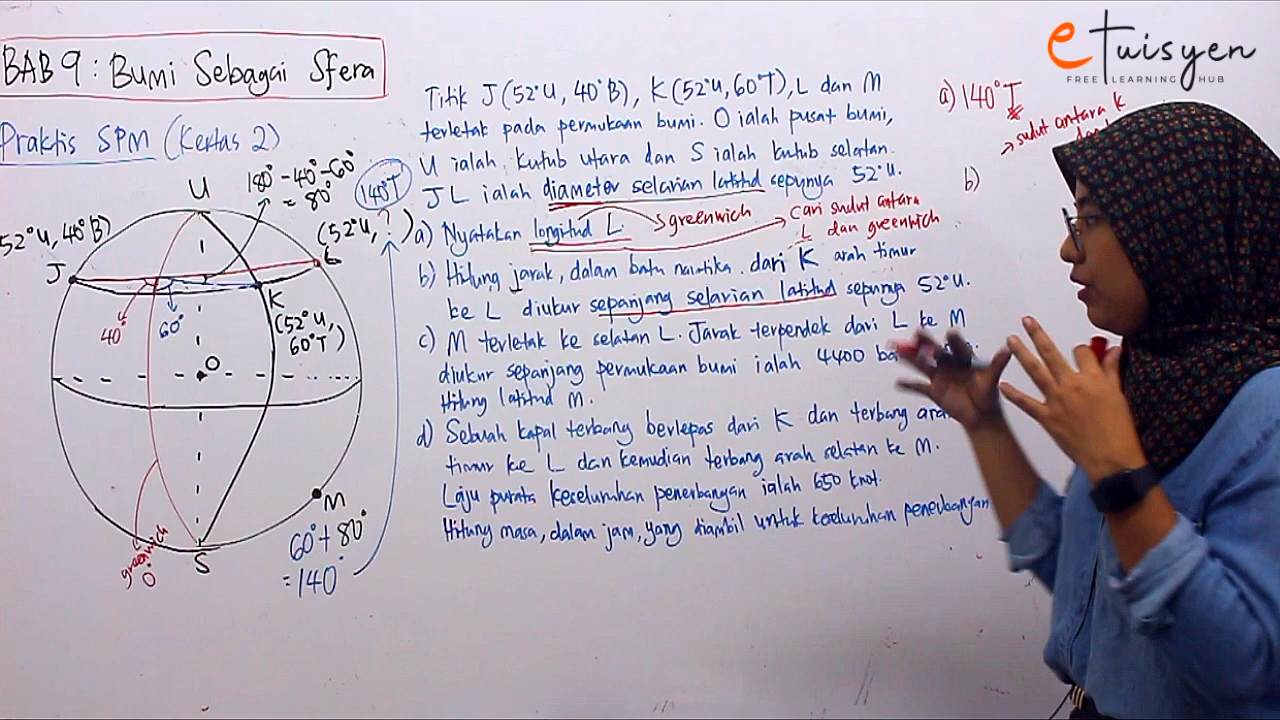 e Tuisyen
FREE LEARNING HUB
BAB 9 : Bumi Sebagai Sfera
Praktis SPM (Kertas 2)
U
180° - 40° - 60°
= 80°
140°T
52°U, 40°B)
(52°U, ?)
J
L
K
(52°U,
60°T)
40°
60°
O
M
S
greenwich
0°
60° + 80°
= 140°
Titik J (52°U, 40°B), K (52°U, 60°T), L dan M
terletak pada permukaan bumi. O ialah pusat bumi,
U ialah kutub utara dan S ialah kutub selatan.
JL ialah diameter selarian latitud sepunya 52°U.
a) Nyatakan longitud L.
greenwich
Cari sudut antara
L dan greenwich
b) Hitung jarak, dalam batu nautika dari K arah timur
ke L diukur sepanjang selarian latitud sepunya 52°U.
c) M terletak ke selatan L. Jarak terpendek dari L ke M
diukur sepanjang permukaan bumi ialah 4400
Hitung latitud M.
d) Sebuah kapal terbang berlepas dari K dan terbang
timur ke L dan kemudian terbang arah selatan ke M.
Laju purata keseluruhan penerbangan ialah 650 knot.
Hitung masa, dalam jam, yang diambil untuk keseluruhan penerbangan
a) 140°T
sudut antara K
b)